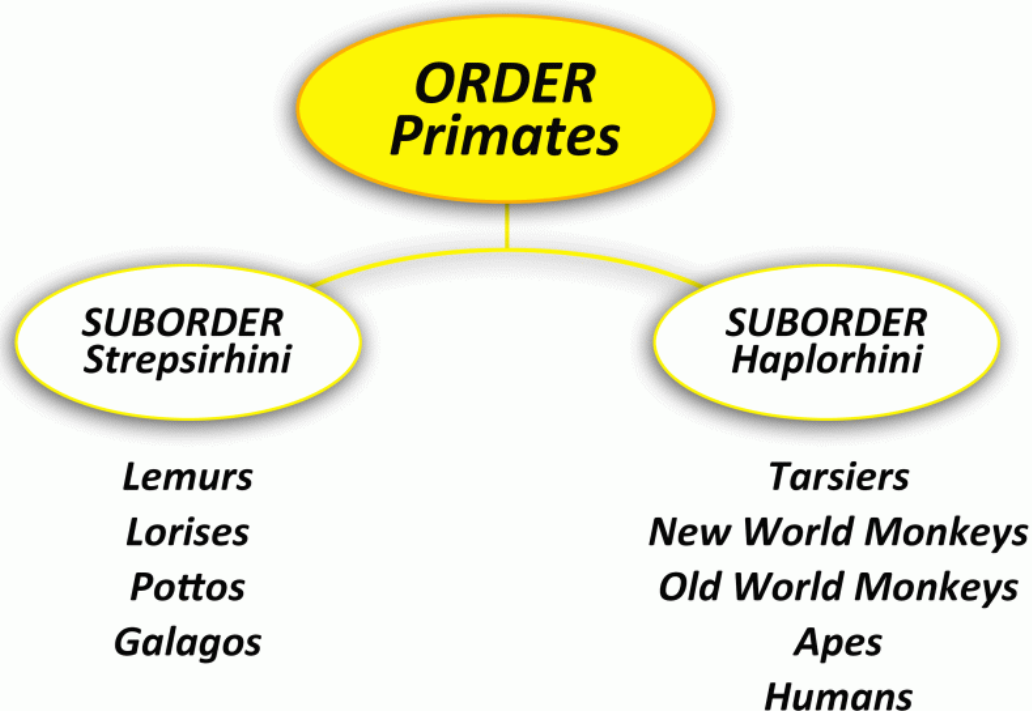 ORDER
Primates
SUBORDER
Strepsirhini
SUBORDER
Haplorhini
Lemurs
Lorises
Pottos
Galagos
Tarsiers
New World Monkeys
Old World Monkeys
Apes
Humans